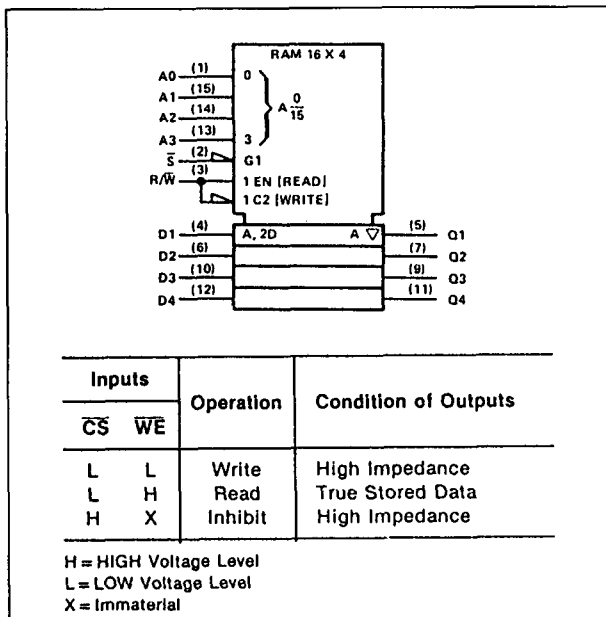 RAM 16 X 4
A0 (1) 0
A1 (15)
A2 (14) A 0/15
A3 (13) 3
S̅ (2) G1
R/W̅ (3) 1 EN [READ]
1 C2 [WRITE]
D1 (4) A, 2D A ▽ (5) Q1
D2 (6) (7) Q2
D3 (10) (9) Q3
D4 (12) (11) Q4
Inputs Operation Condition of Outputs
C̅S̅ W̅E̅
L L Write High Impedance
L H Read True Stored Data
H X Inhibit High Impedance
H = HIGH Voltage Level
L = LOW Voltage Level
X = Immaterial